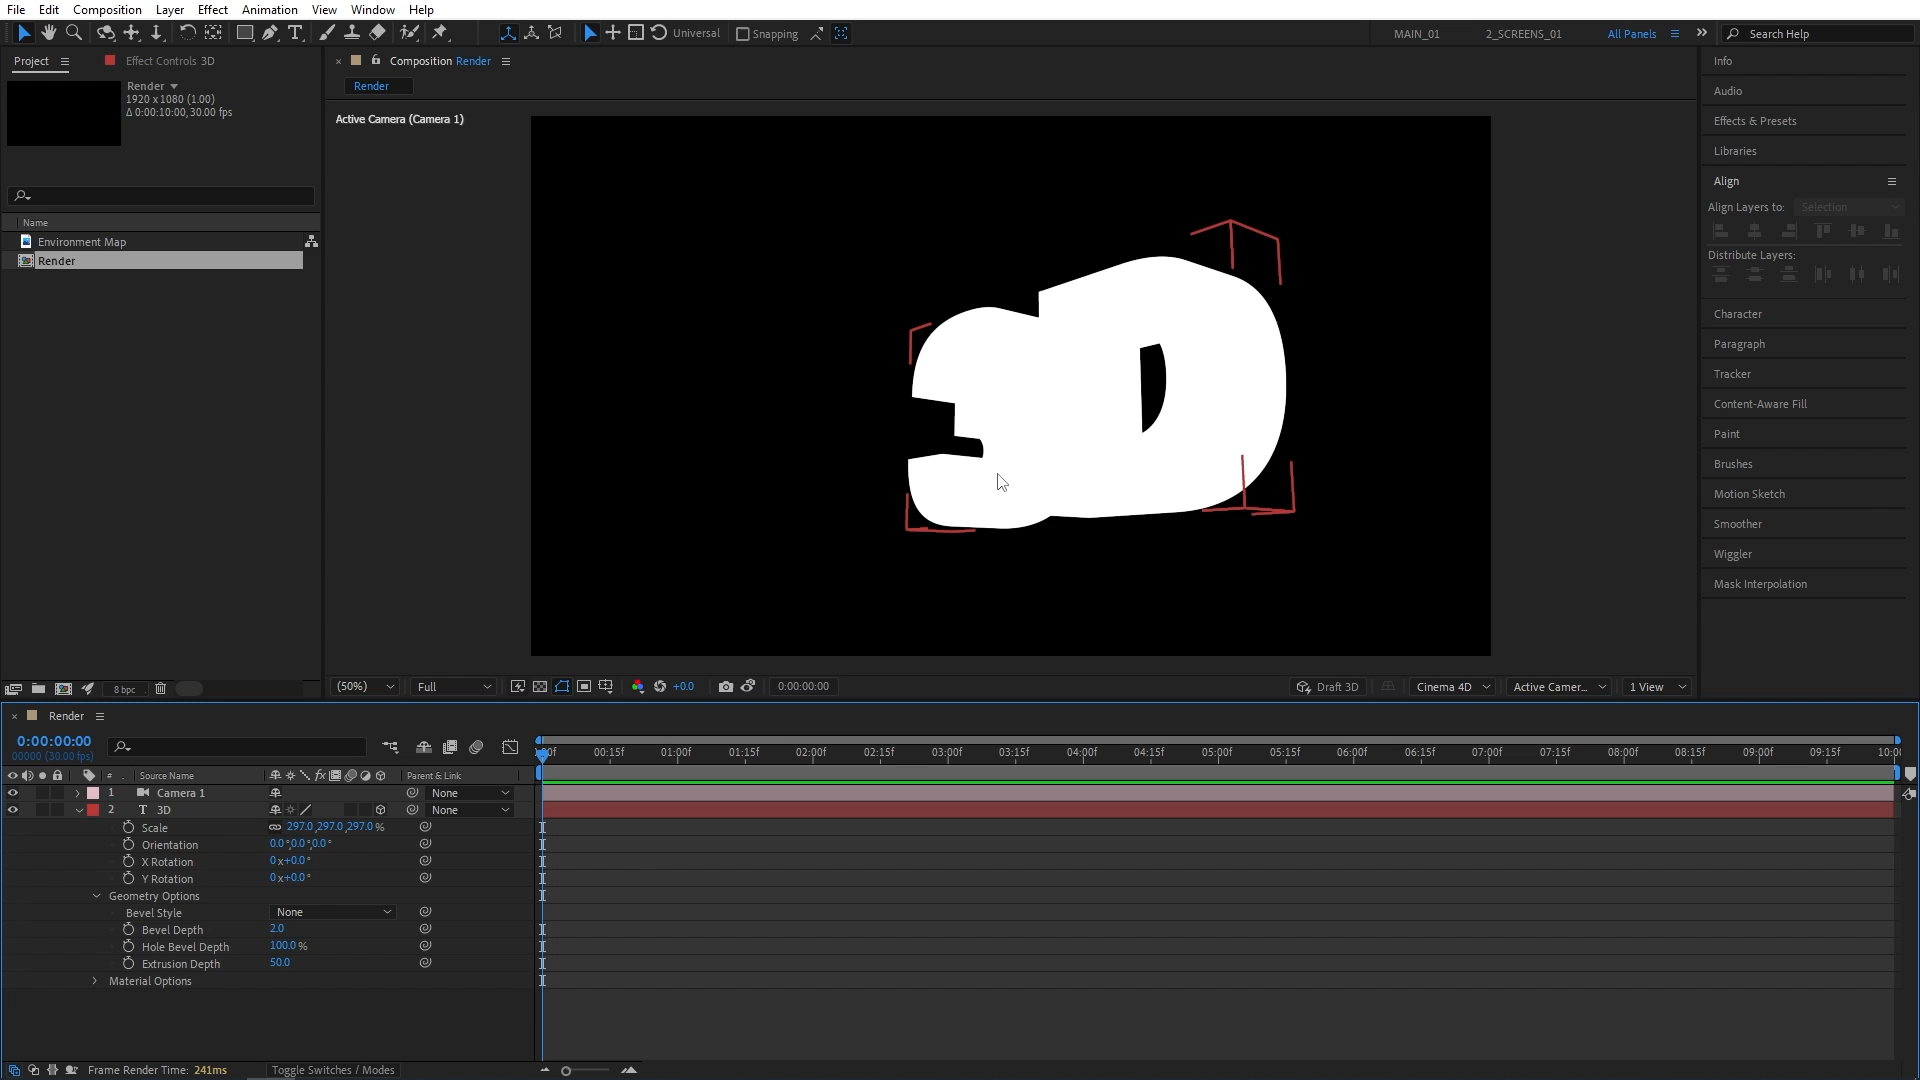 File Edit Composition Layer Effect Animation View Window Help
Universal Snapping MAIN_01 2_SCREENS_01 All Panels Search Help
Project Effect Controls 3D
Render
1920 x 1080 (1.00)
Δ 0:00:10:00, 30.00 fps
Name
Environment Map
Render
8 bpc
Composition Render
Render
Active Camera (Camera 1)
3D
(50%) Full +0.0 0:00:00:00 Draft 3D Cinema 4D Active Camer... 1 View
Info
Audio
Effects & Presets
Libraries
Align
Align Layers to: Selection
Distribute Layers:
Character
Paragraph
Tracker
Content-Aware Fill
Paint
Brushes
Motion Sketch
Smoother
Wiggler
Mask Interpolation
Render
0:00:00:00
00000 (30.00 fps)
:00f 00:15f 01:00f 01:15f 02:00f 02:15f 03:00f 03:15f 04:00f 04:15f 05:00f 05:15f 06:00f 06:15f 07:00f 07:15f 08:00f 08:15f 09:00f 09:15f 10:00
# Source Name fx Parent & Link
1 Camera 1 None
2 T 3D None
Scale 297.0,297.0,297.0 %
Orientation 0.0°,0.0°,0.0°
X Rotation 0x+0.0°
Y Rotation 0x+0.0°
Geometry Options
Bevel Style None
Bevel Depth 2.0
Hole Bevel Depth 100.0 %
Extrusion Depth 50.0
Material Options
Frame Render Time: 241ms Toggle Switches / Modes